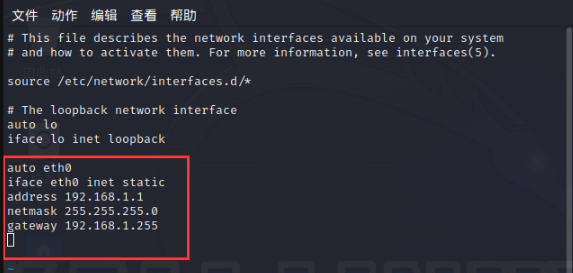 文件 动作 编辑 查看 帮助
# This file describes the network interfaces available on your system
# and how to activate them. For more information, see interfaces(5).
source /etc/network/interfaces.d/*
# The loopback network interface
auto lo
iface lo inet loopback
auto eth0
iface eth0 inet static
address 192.168.1.1
netmask 255.255.255.0
gateway 192.168.1.255
~